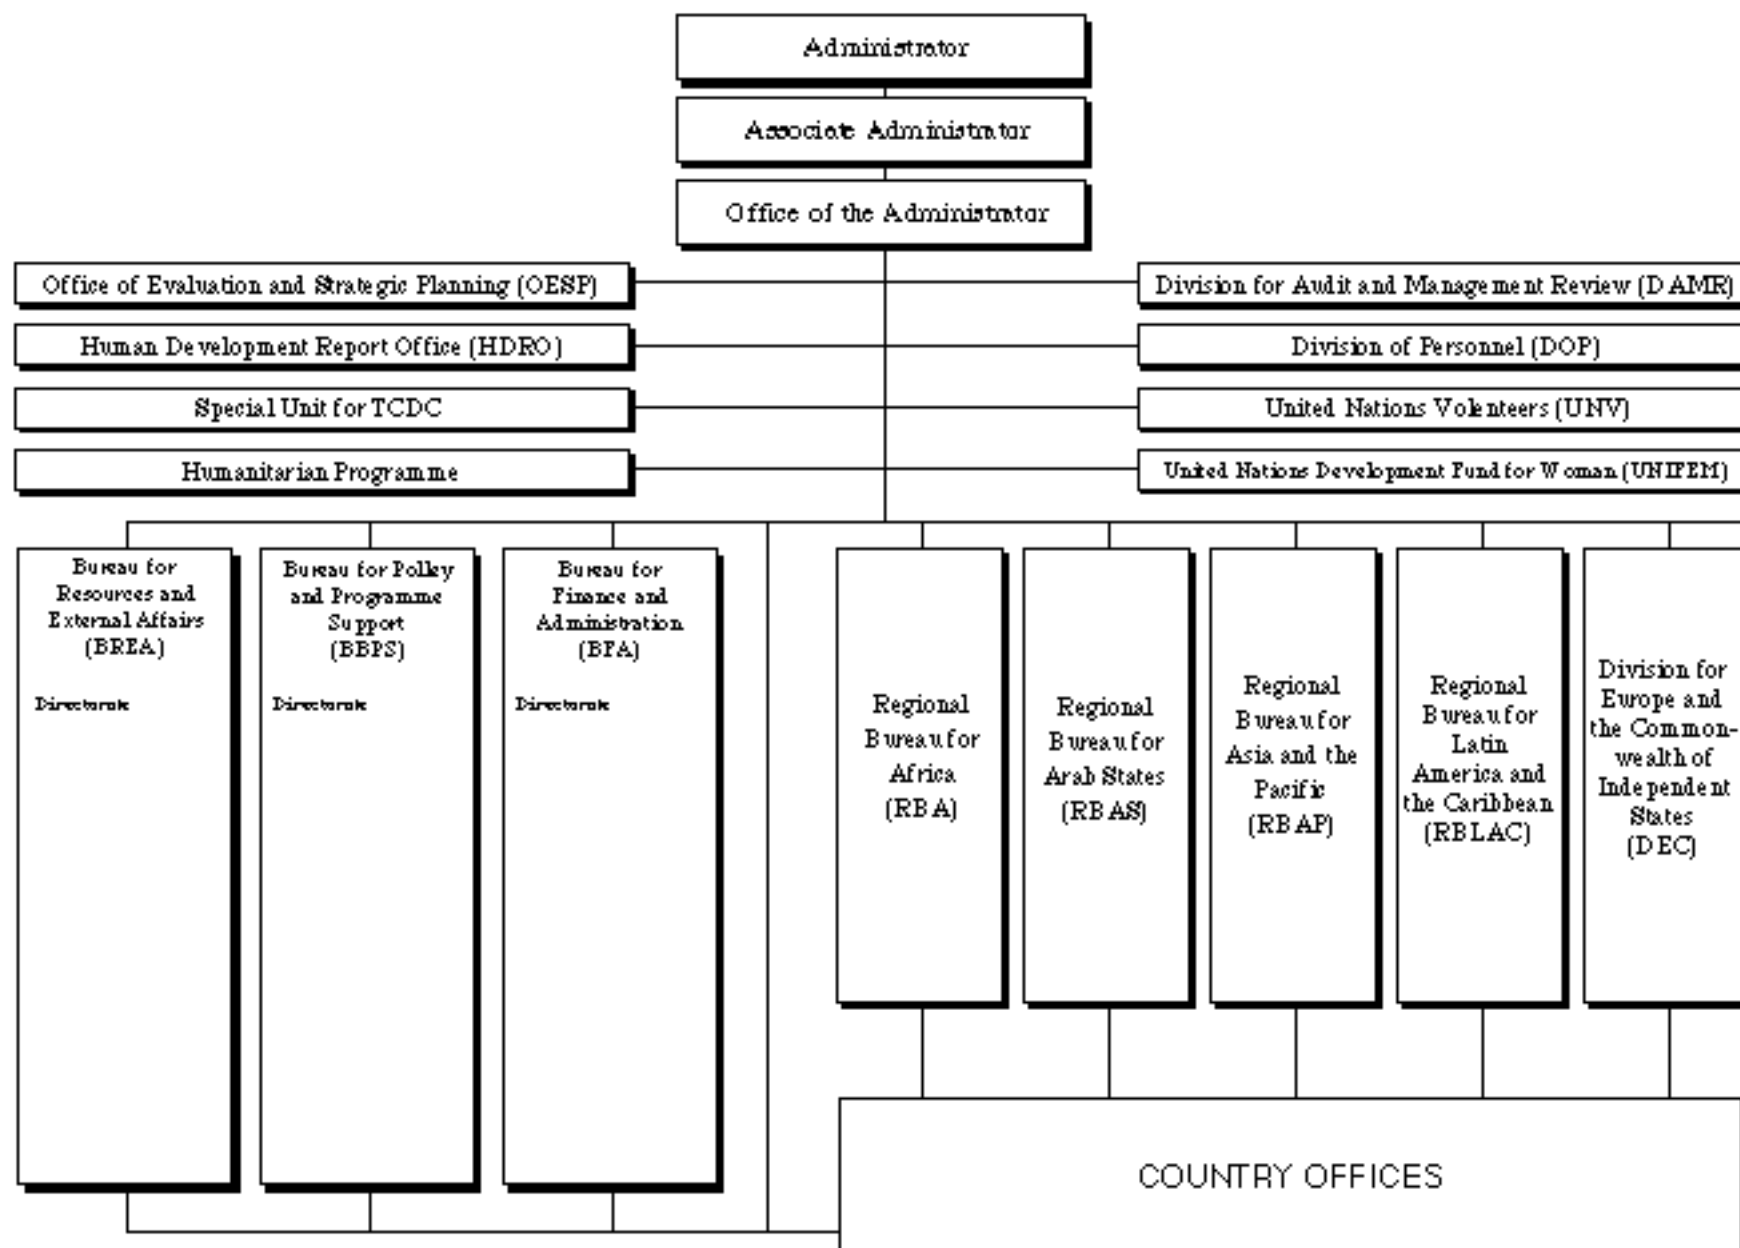 Administrator
Associate Administrator
Office of the Administrator
Office of Evaluation and Strategic Planning (OESP)
Division for Audit and Management Review (DAMR)
Human Development Report Office (HDRO)
Division of Personnel (DOP)
Special Unit for TCDC
United Nations Volenteers (UNV)
Humanitarian Programme
United Nations Development Fund for Woman (UNIFEM)
Bureau for
Resources and
External Affairs
(BREA)
Directorate
Bureau for Policy
and Programme
Support
(BBPS)
Directorate
Bureau for
Finance and
Administration
(BFA)
Directorate
Regional
Bureau for
Africa
(RBA)
Regional
Bureau for
Arab States
(RBAS)
Regional
Bureau for
Asia and the
Pacific
(RBAP)
Regional
Bureau for
Latin
America and
the Caribbean
(RBLAC)
Division for
Europe and
the Common-
wealth of
Independent
States
(DEC)
COUNTRY OFFICES